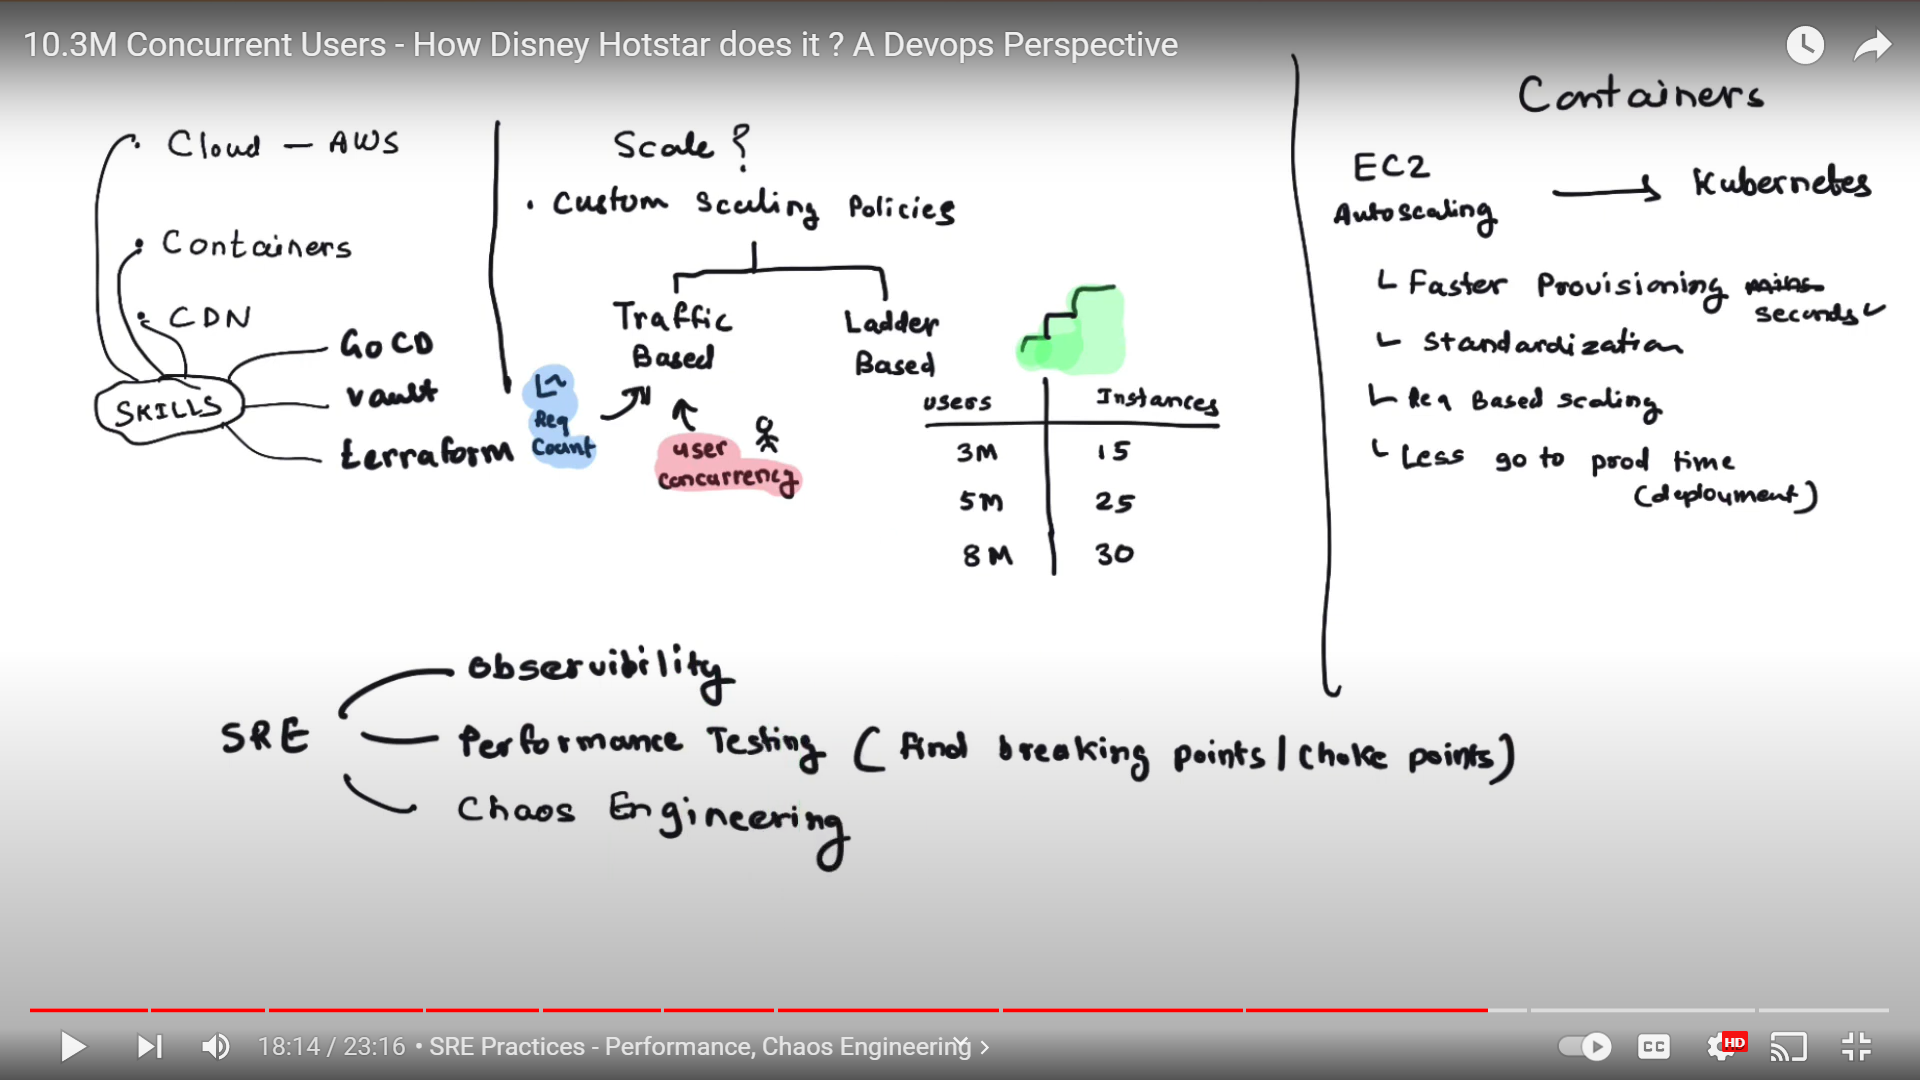 10.3M Concurrent Users - How Disney Hotstar does it ? A Devops Perspective
Cloud — AWS
Containers
CDN
SKILLS
GoCD
Vault
terraform
Scale ?
• Custom Scaling Policies
Traffic
Based
Ladder
Based
Req
Count
user
concurrency
users Instances
3M 15
5M 25
8M 30
Containers
EC2
Autoscaling
Kubernetes
Faster Provisioning mins
seconds
Standardization
Req Based scaling
Less go to prod time
(deployment)
SRE
Observibility
Performance Testing (find breaking points / choke points)
Chaos Engineering
18:14 / 23:16 • SRE Practices - Performance, Chaos Engineering
CC
HD